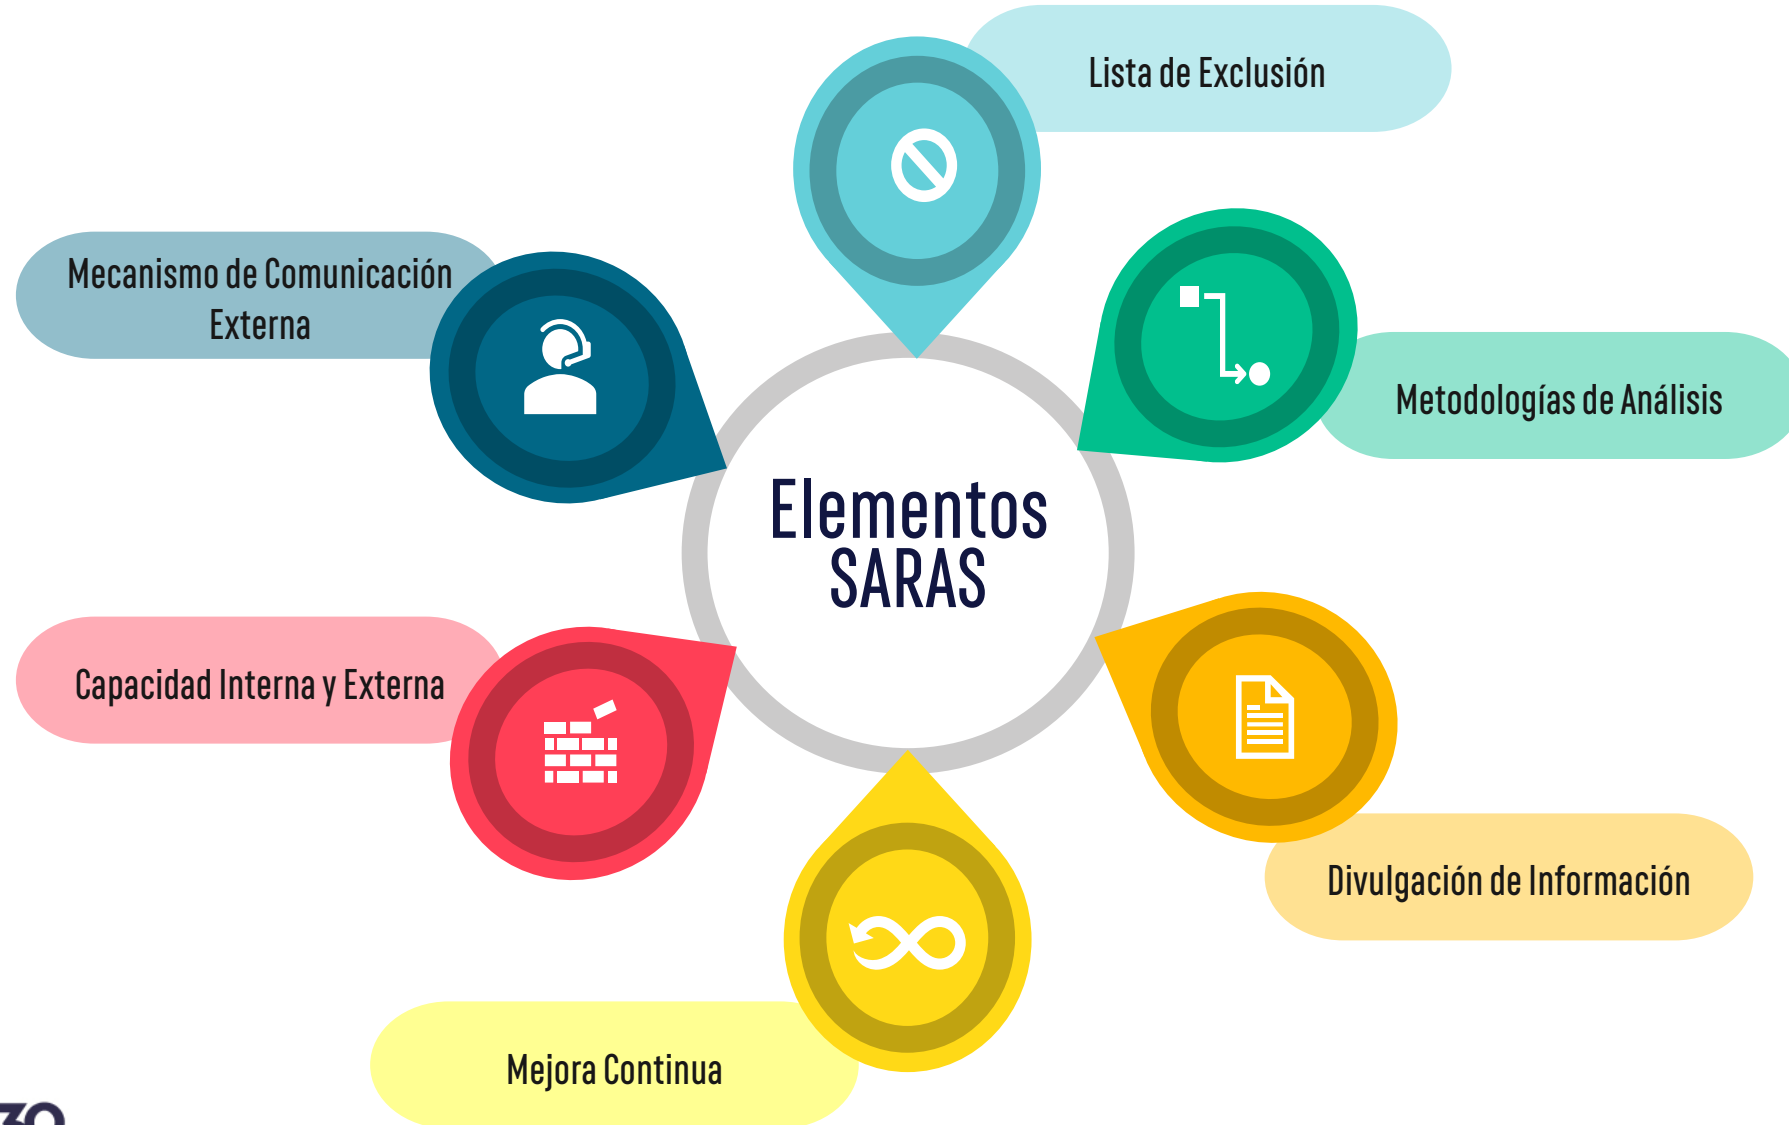 Lista de Exclusión
Mecanismo de Comunicación
Externa
Metodologías de Análisis
Elementos
SARAS
Capacidad Interna y Externa
Divulgación de Información
Mejora Continua